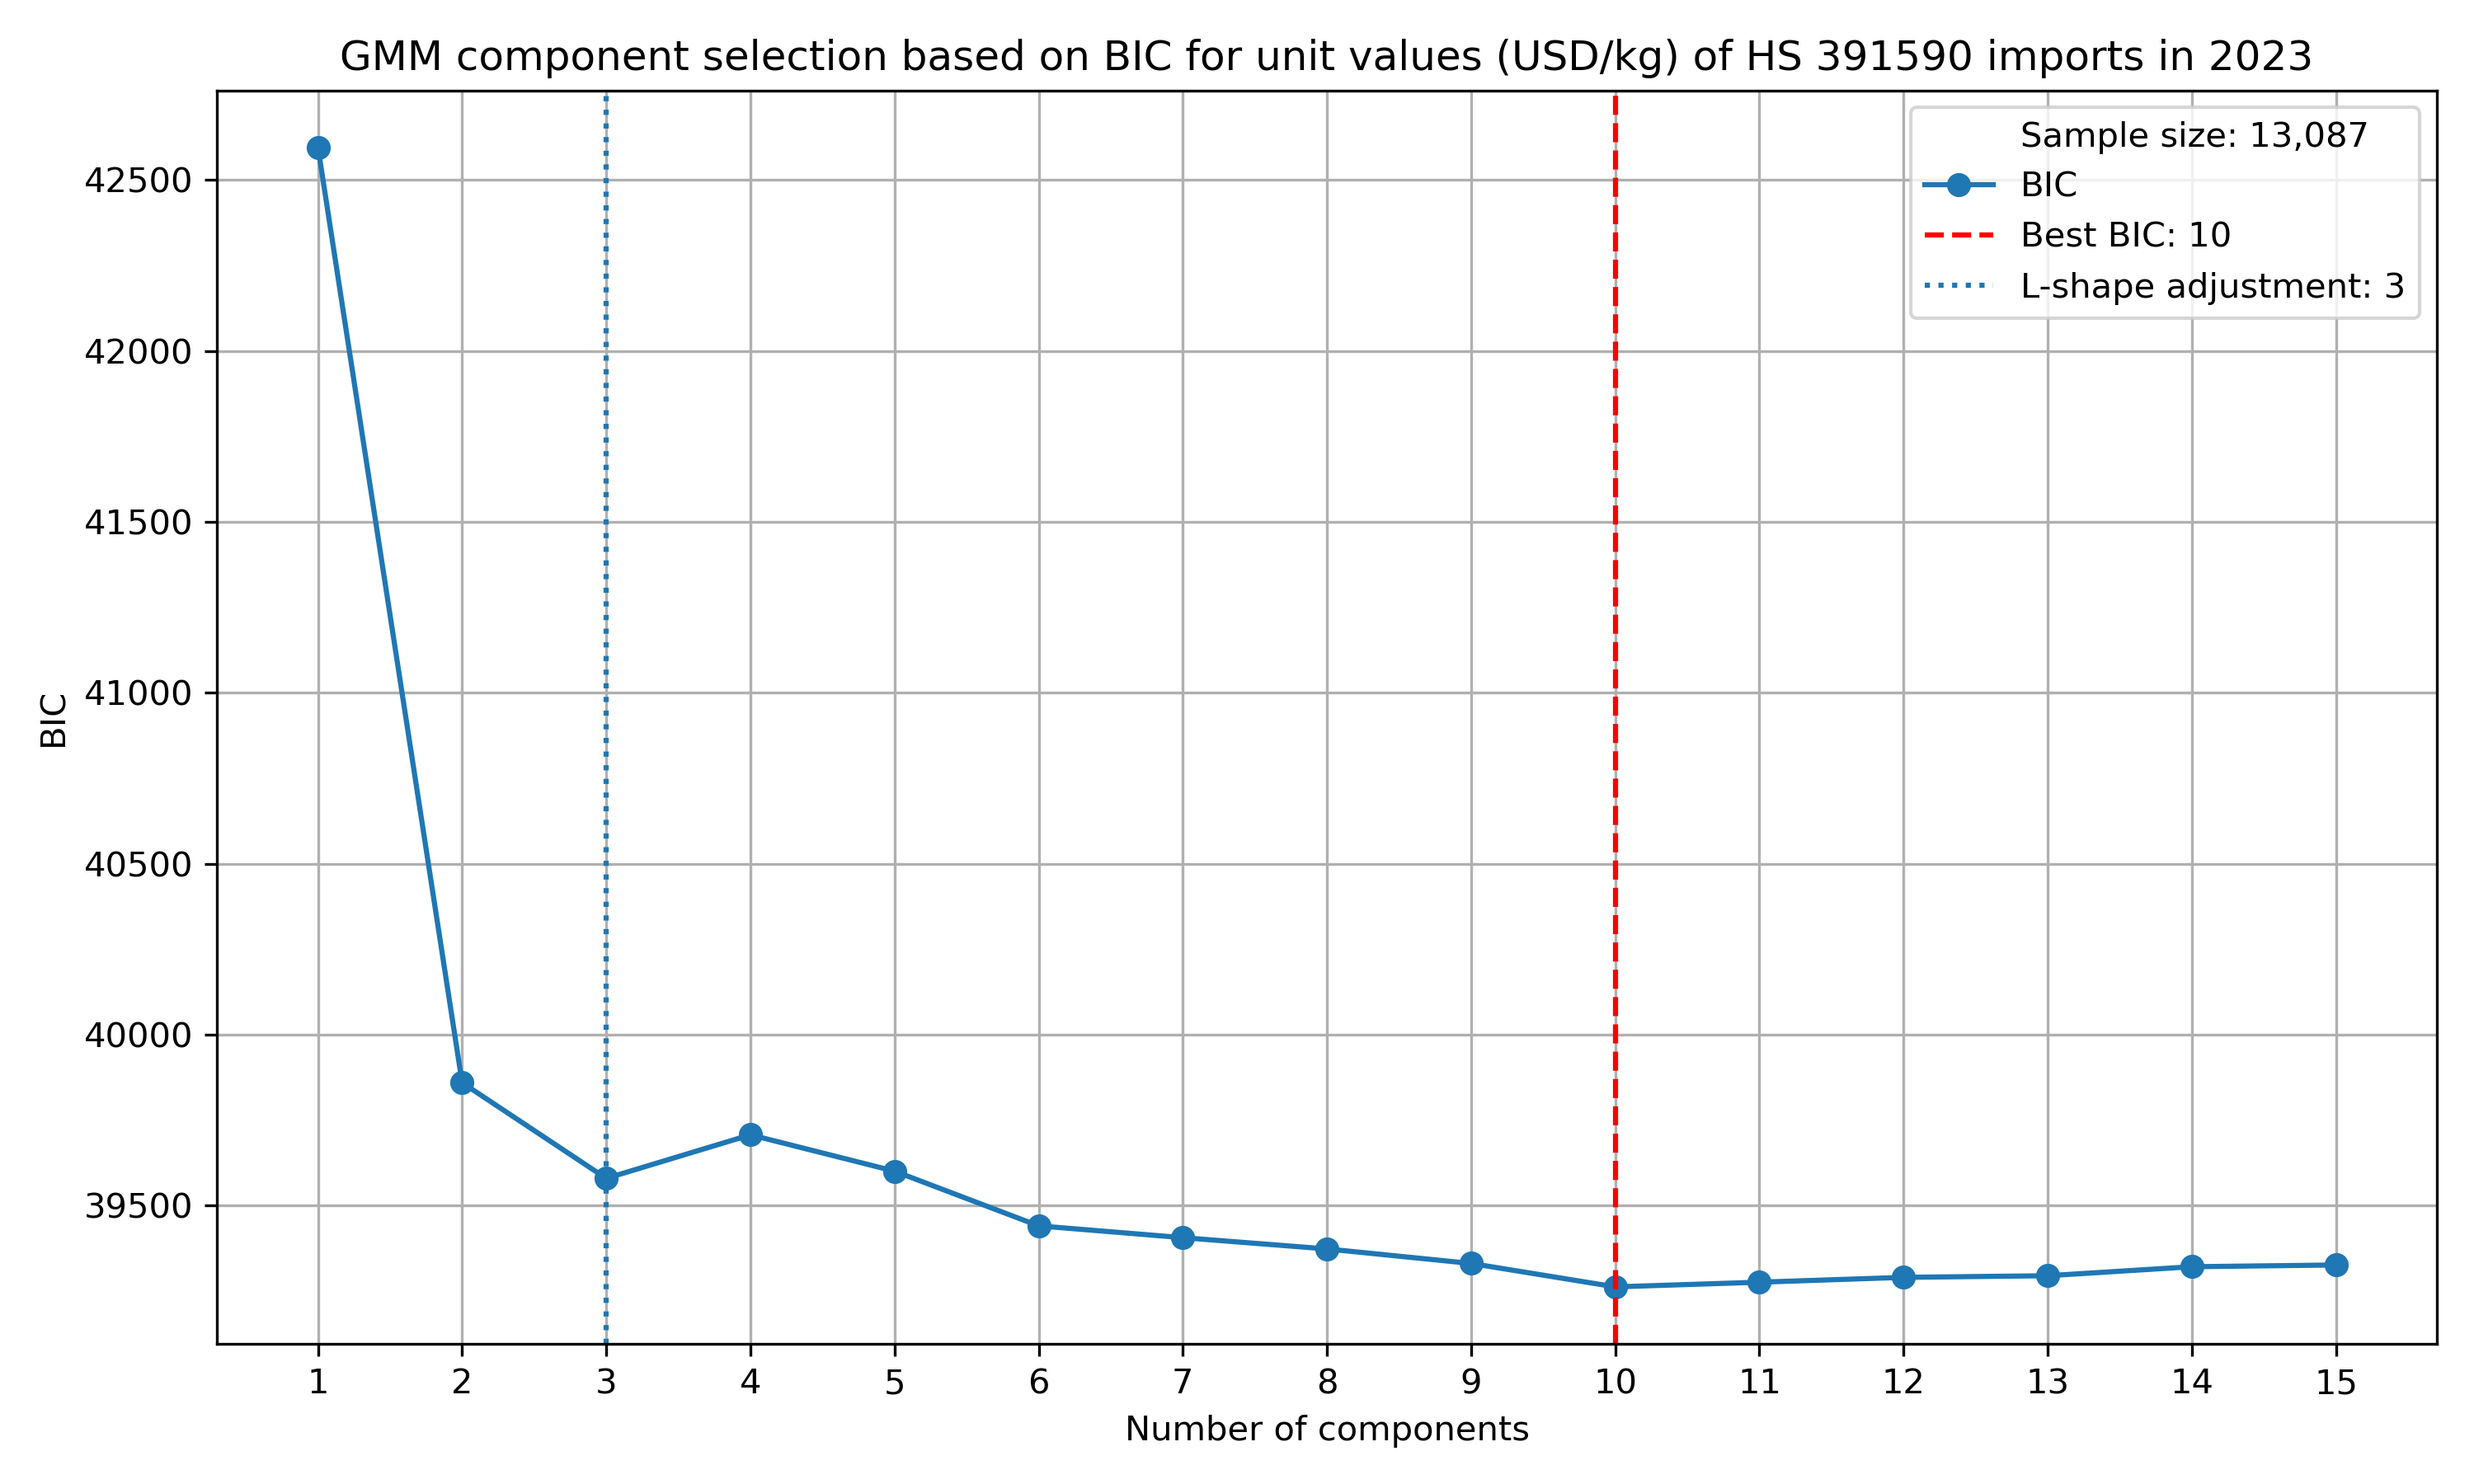 GMM component selection based on BIC for unit values (USD/kg) of HS 391590 imports in 2023
Sample size: 13,087
BIC
Best BIC: 10
L-shape adjustment: 3
BIC
42500
42000
41500
41000
40500
40000
39500
1 2 3 4 5 6 7 8 9 10 11 12 13 14 15
Number of components